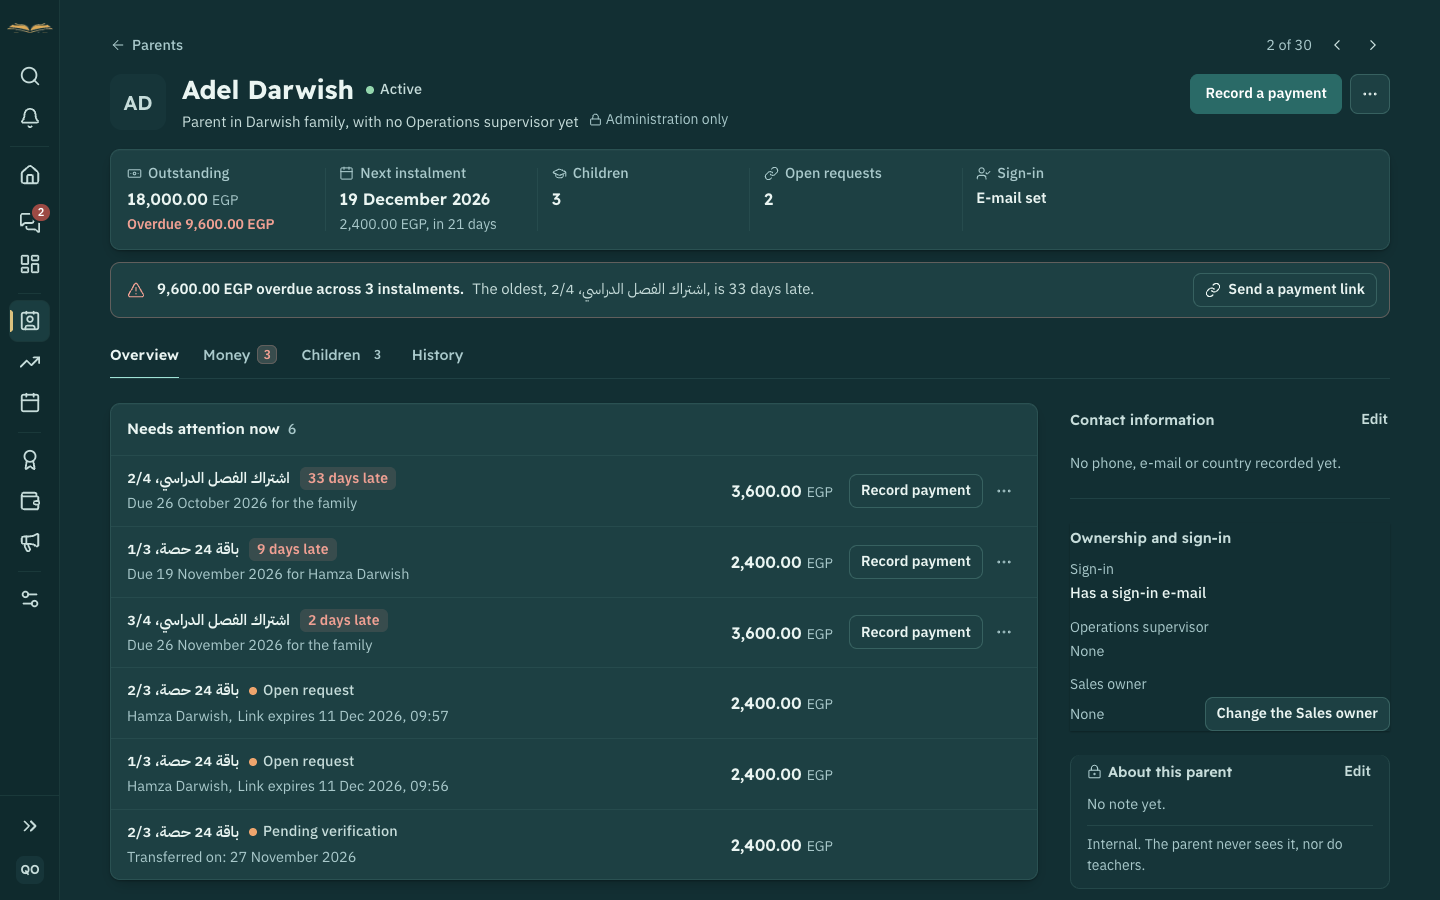 Parents
2 of 30
AD
Adel Darwish
Active
Parent in Darwish family, with no Operations supervisor yet
Administration only
Record a payment
2
Outstanding
18,000.00 EGP
Overdue 9,600.00 EGP
Next instalment
19 December 2026
2,400.00 EGP, in 21 days
Children
3
Open requests
2
Sign-in
E-mail set
9,600.00 EGP overdue across 3 instalments. The oldest, اشتراك الفصل الدراسي، 2/4, is 33 days late.
Send a payment link
Overview
Money 3
Children 3
History
Needs attention now 6
اشتراك الفصل الدراسي، 2/4
33 days late
Due 26 October 2026 for the family
3,600.00 EGP
Record payment
باقة 24 حصة، 1/3
9 days late
Due 19 November 2026 for Hamza Darwish
2,400.00 EGP
Record payment
اشتراك الفصل الدراسي، 3/4
2 days late
Due 26 November 2026 for the family
3,600.00 EGP
Record payment
باقة 24 حصة، 2/3
Open request
Hamza Darwish, Link expires 11 Dec 2026, 09:57
2,400.00 EGP
باقة 24 حصة، 1/3
Open request
Hamza Darwish, Link expires 11 Dec 2026, 09:56
2,400.00 EGP
باقة 24 حصة، 2/3
Pending verification
Transferred on: 27 November 2026
2,400.00 EGP
Contact information
Edit
No phone, e-mail or country recorded yet.
Ownership and sign-in
Sign-in
Has a sign-in e-mail
Operations supervisor
None
Sales owner
None
Change the Sales owner
About this parent
Edit
No note yet.
Internal. The parent never sees it, nor do
teachers.
QO